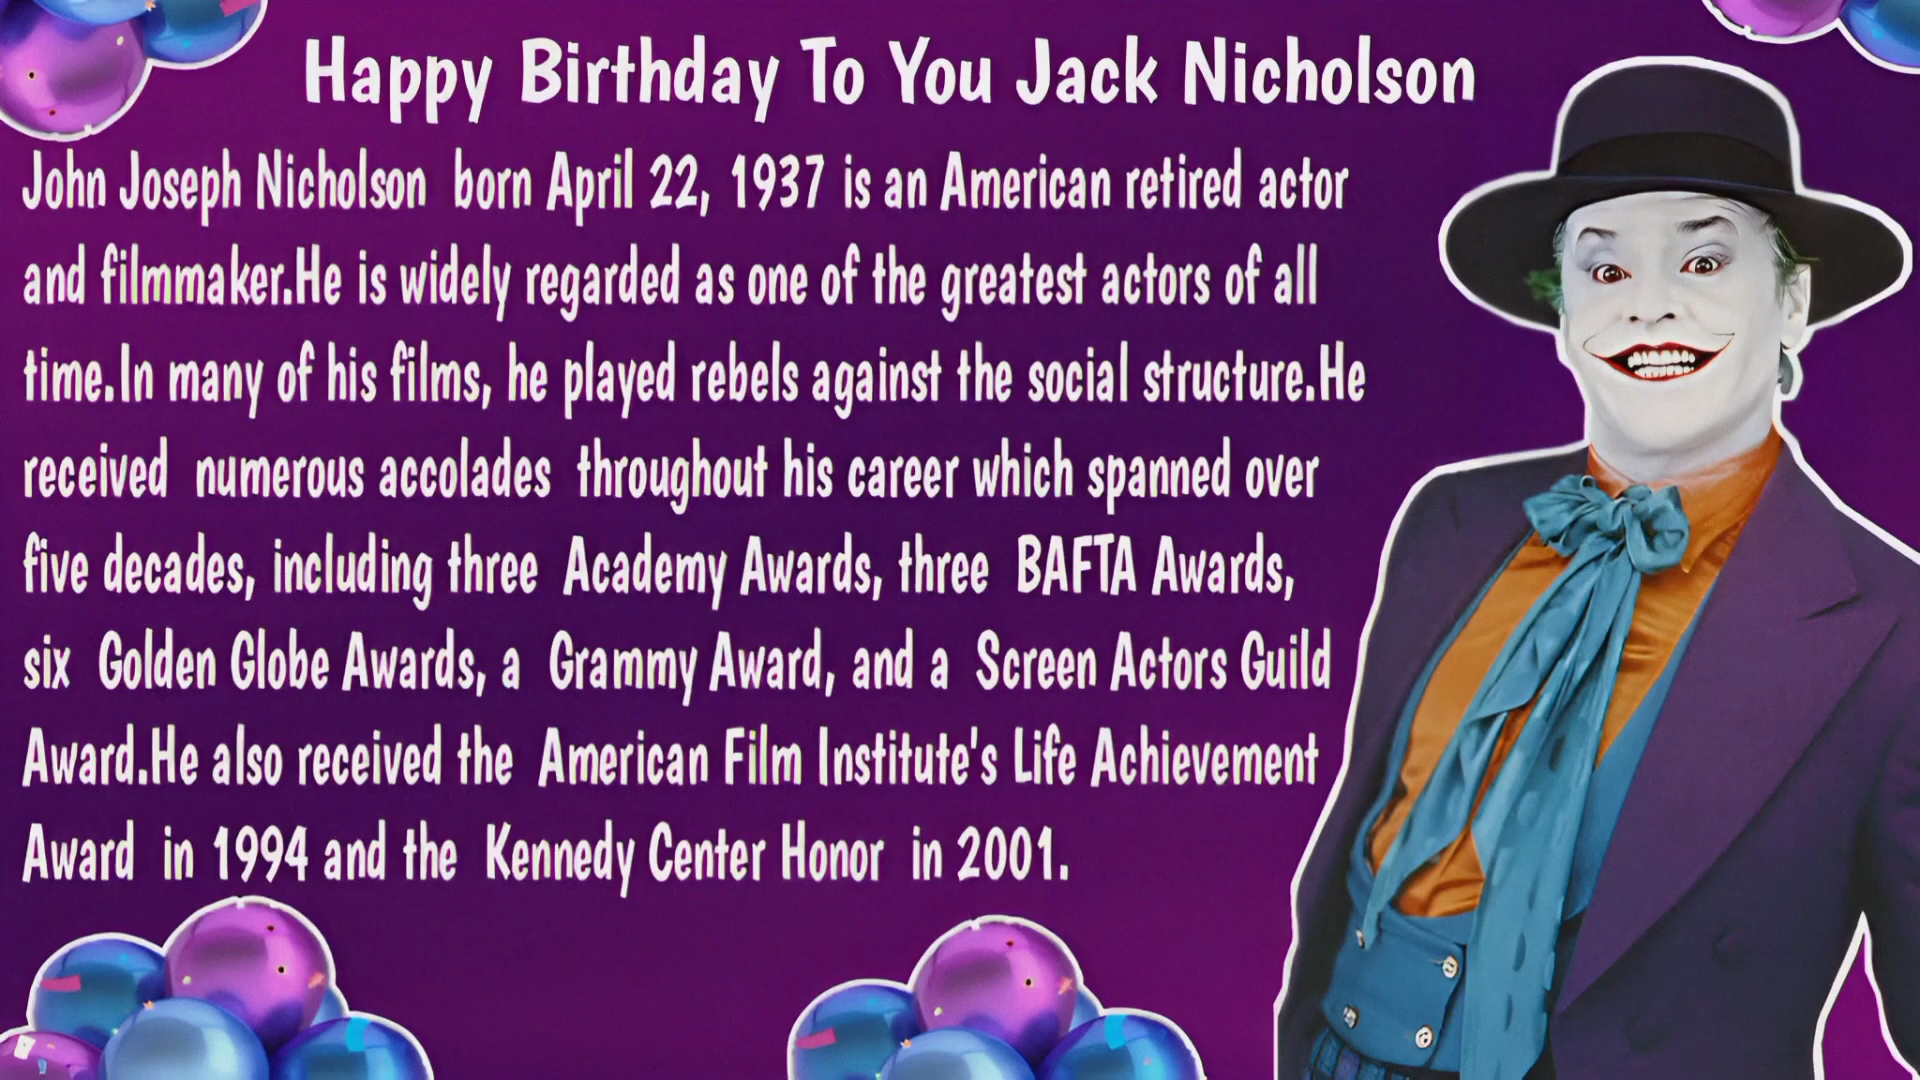 Happy Birthday To You Jack Nicholson
John Joseph Nicholson born April 22, 1937 is an American retired actor
and filmmaker.He is widely regarded as one of the greatest actors of all
time.In many of his films, he played rebels against the social structure.He
received numerous accolades throughout his career which spanned over
five decades, including three Academy Awards, three BAFTA Awards,
six Golden Globe Awards, a Grammy Award, and a Screen Actors Guild
Award.He also received the American Film Institute's Life Achievement
Award in 1994 and the Kennedy Center Honor in 2001.